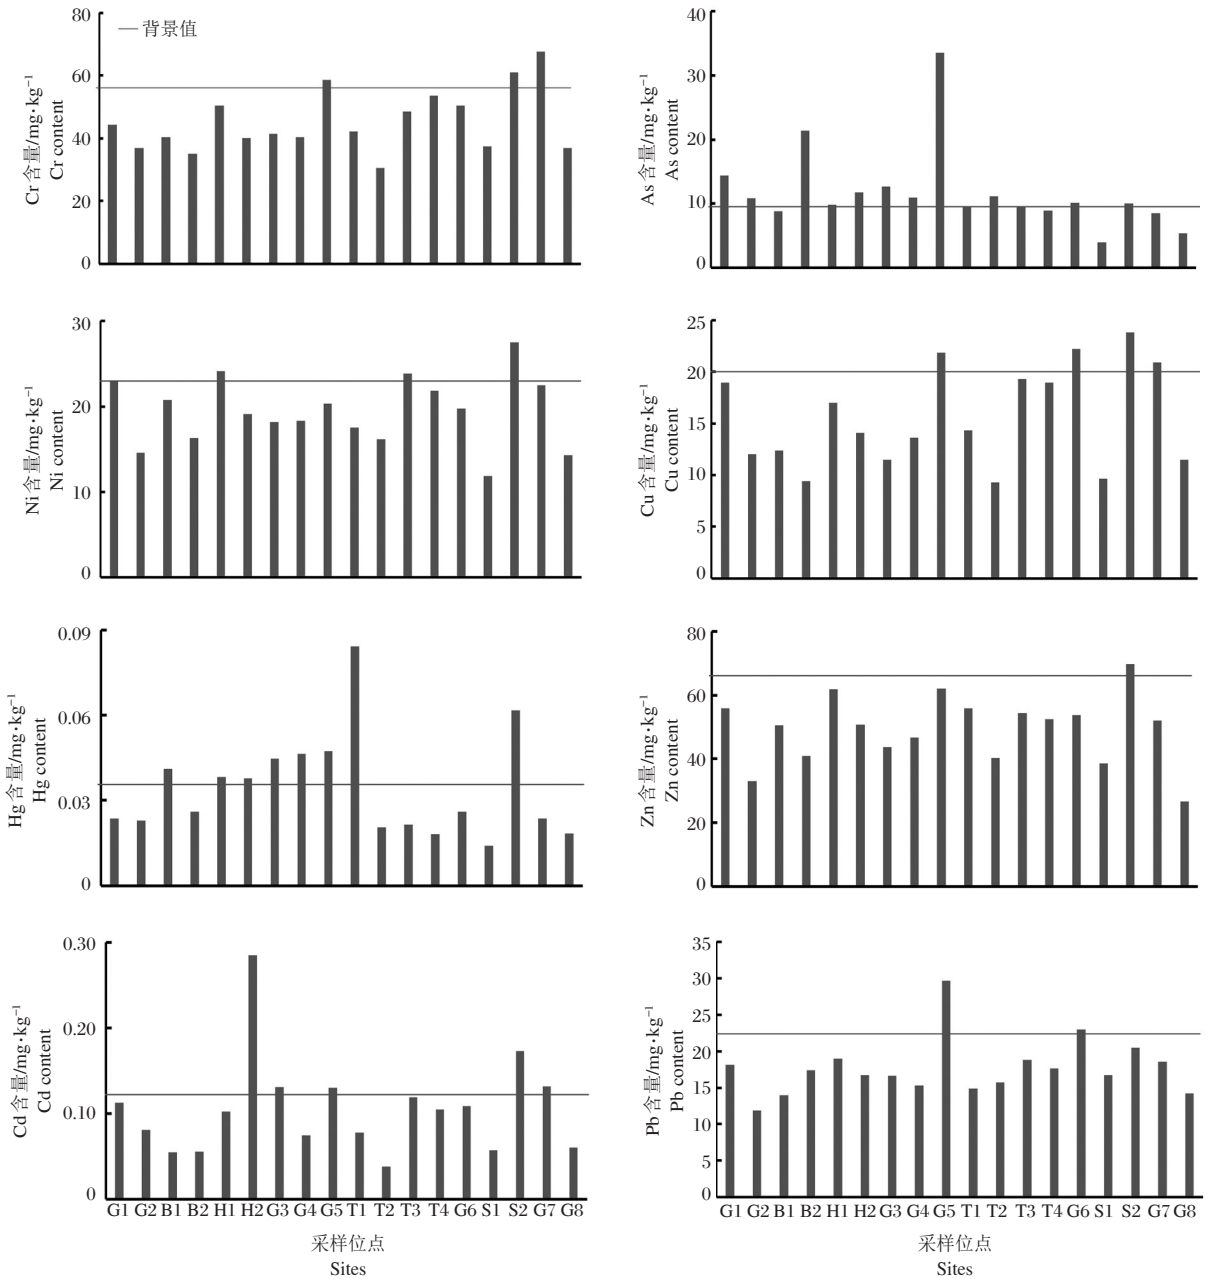 80
60
40
20
0
Cr 含量/mg·kg⁻¹
Cr content
背景值
40
30
20
10
0
As 含量/mg·kg⁻¹
As content
30
20
10
0
Ni 含量/mg·kg⁻¹
Ni content
25
20
15
10
5
0
Cu 含量/mg·kg⁻¹
Cu content
0.09
0.06
0.03
0
Hg 含量/mg·kg⁻¹
Hg content
80
60
40
20
0
Zn 含量/mg·kg⁻¹
Zn content
0.30
0.20
0.10
0
Cd 含量/mg·kg⁻¹
Cd content
G1 G2 B1 B2 H1 H2 G3 G4 G5 T1 T2 T3 T4 G6 S1 S2 G7 G8
采样位点
Sites
35
30
25
20
15
10
5
0
Pb 含量/mg·kg⁻¹
Pb content
G1 G2 B1 B2 H1 H2 G3 G4 G5 T1 T2 T3 T4 G6 S1 S2 G7 G8
采样位点
Sites